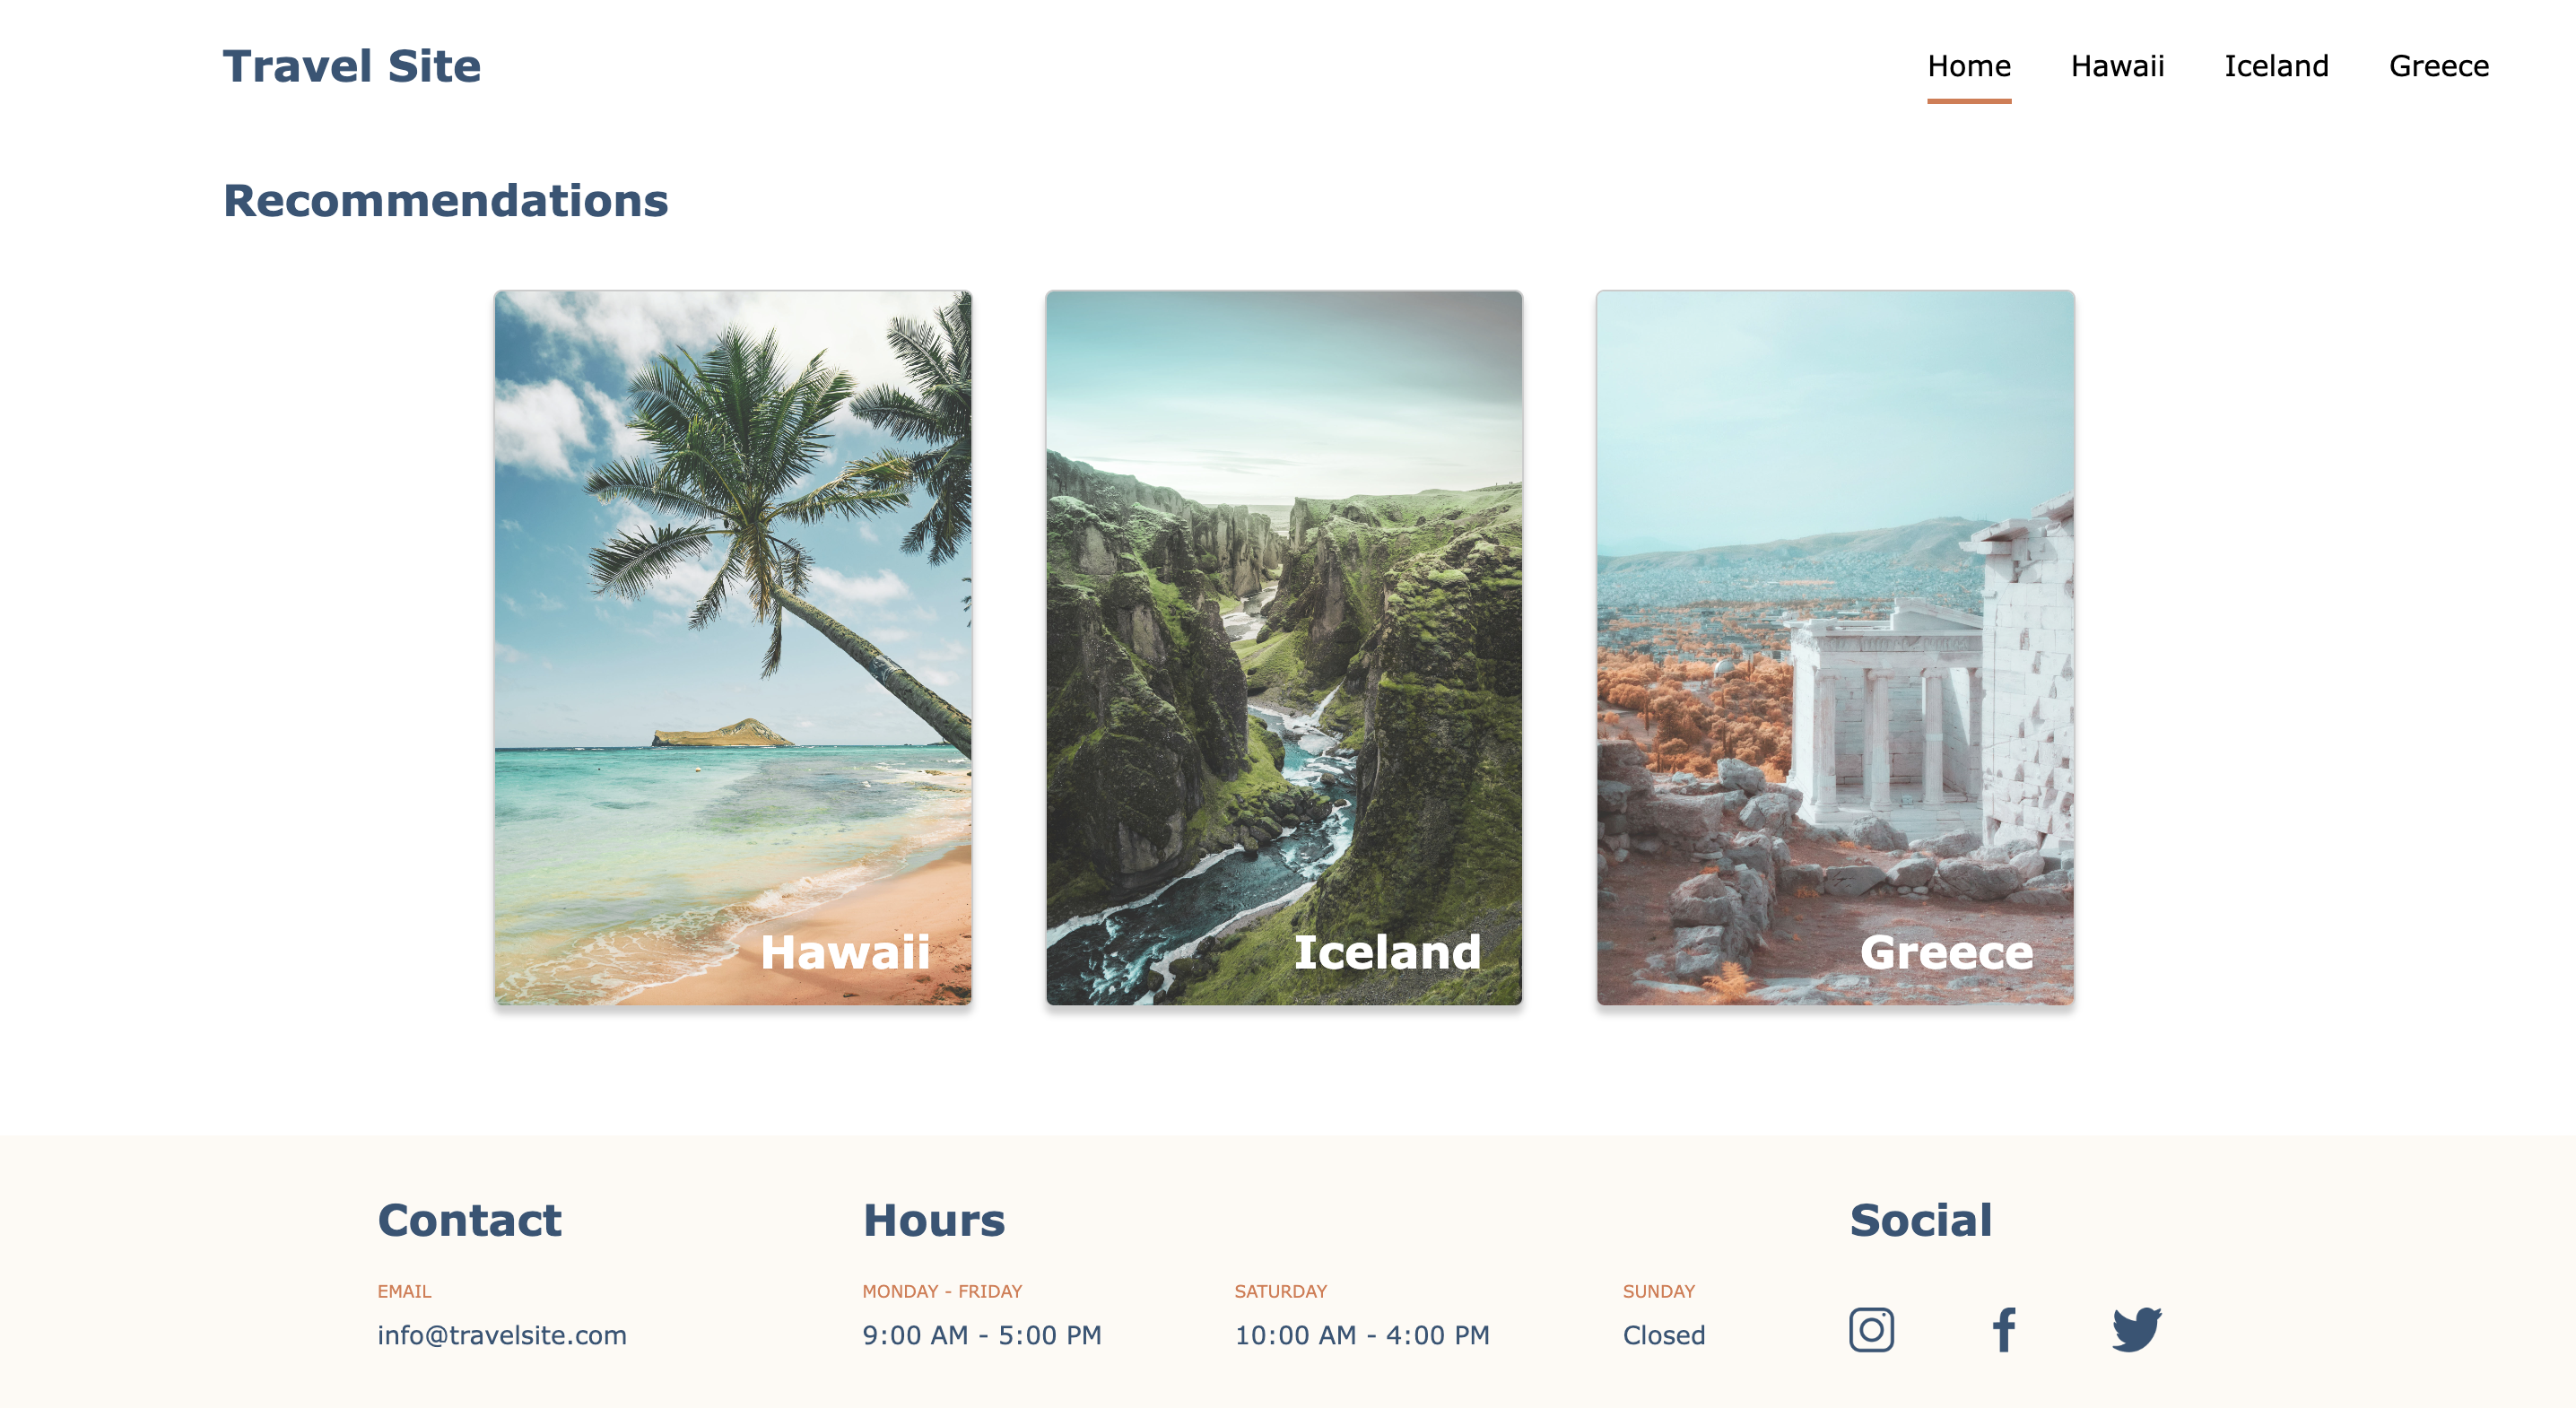 Travel Site
Home Hawaii Iceland Greece
Recommendations
Hawaii
Iceland
Greece
Contact
EMAIL
info@travelsite.com
Hours
MONDAY - FRIDAY
9:00 AM - 5:00 PM
SATURDAY
10:00 AM - 4:00 PM
SUNDAY
Closed
Social